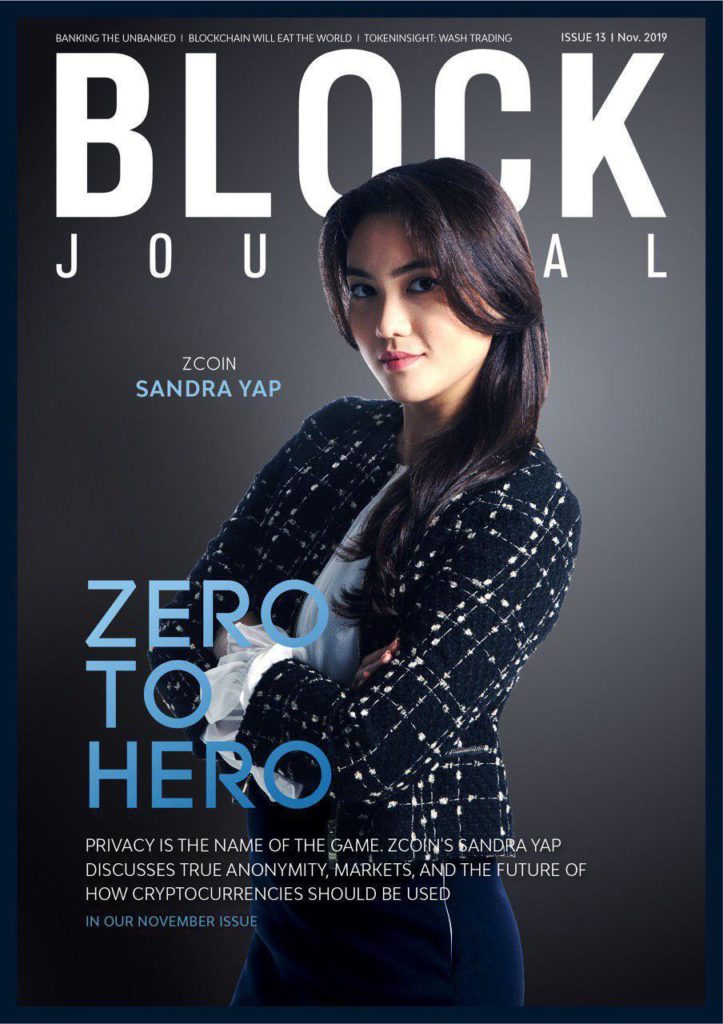 BANKING THE UNBANKED | BLOCKCHAIN WILL EAT THE WORLD | TOKENINSIGHT: WASH TRADING
ISSUE 13 | Nov. 2019
BLOCK
JOU AL
ZCOIN
SANDRA YAP
ZERO
TO
HERO
PRIVACY IS THE NAME OF THE GAME. ZCOIN'S SANDRA YAP
DISCUSSES TRUE ANONYMITY, MARKETS, AND THE FUTURE OF
HOW CRYPTOCURRENCIES SHOULD BE USED
IN OUR NOVEMBER ISSUE